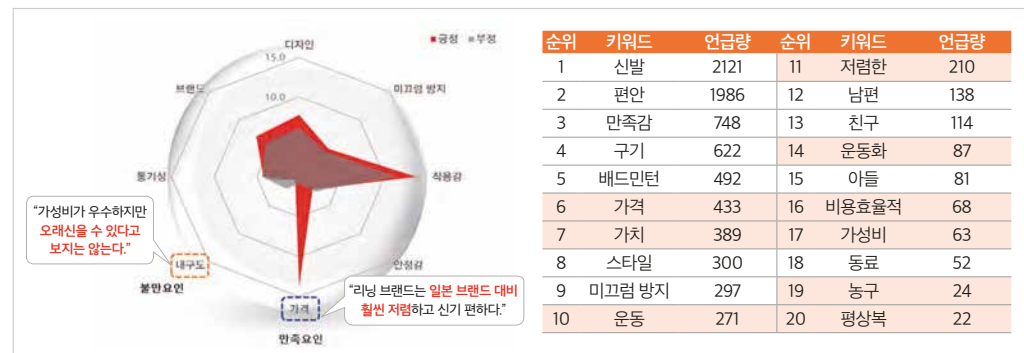 디자인
■긍정 ■부정
15.0
브랜드
미끄럼 방지
10.0
통기성
착용감
"가성비가 우수하지만
오래신을 수 있다고
보지는 않는다."
내구도
안정감
불만요인
가격
만족요인
"리닝 브랜드는 일본 브랜드 대비
훨씬 저렴하고 신기 편하다."
순위 키워드 언급량 순위 키워드 언급량
1 신발 2121 11 저렴한 210
2 편안 1986 12 남편 138
3 만족감 748 13 친구 114
4 구기 622 14 운동화 87
5 배드민턴 492 15 아들 81
6 가격 433 16 비용효율적 68
7 가치 389 17 가성비 63
8 스타일 300 18 동료 52
9 미끄럼 방지 297 19 농구 24
10 운동 271 20 평상복 22